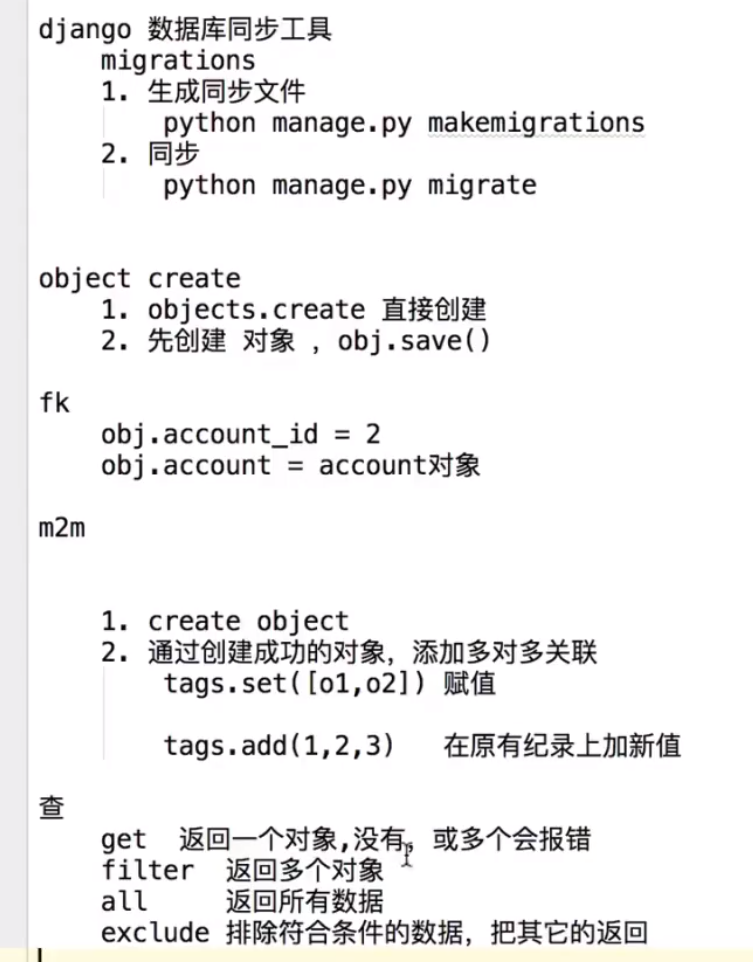 django 数据库同步工具
migrations
1. 生成同步文件
python manage.py makemigrations
2. 同步
python manage.py migrate
object create
1. objects.create 直接创建
2. 先创建 对象 , obj.save()
fk
obj.account_id = 2
obj.account = account对象
m2m
1. create object
2. 通过创建成功的对象，添加多对多关联
tags.set([o1,o2]) 赋值
tags.add(1,2,3) 在原有纪录上加新值
查
get 返回一个对象,没有。或多个会报错
filter 返回多个对象
all 返回所有数据
exclude 排除符合条件的数据，把其它的返回